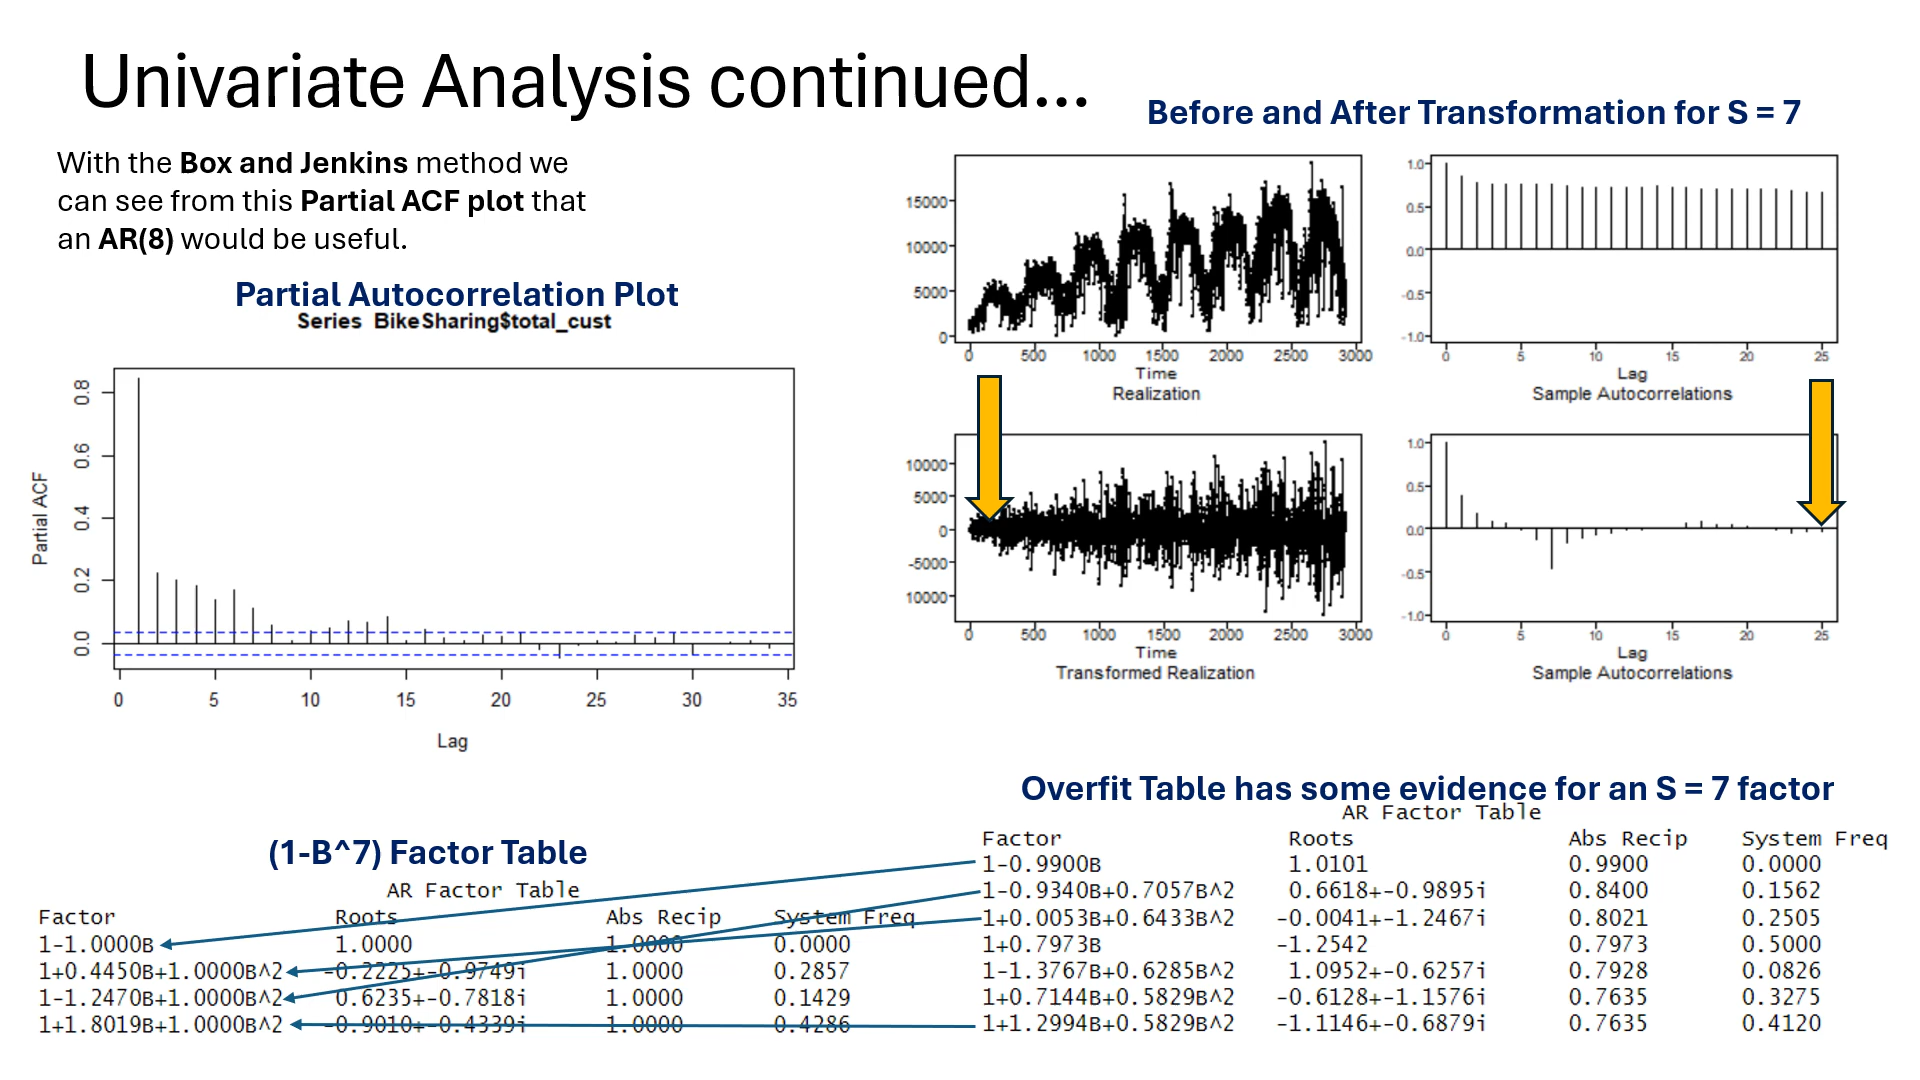 Univariate Analysis continued...
With the Box and Jenkins method we
can see from this Partial ACF plot that
an AR(8) would be useful.
Partial Autocorrelation Plot
Series BikeSharing$total_cust
Partial ACF
0.8
0.6
0.4
0.2
0.0
0 5 10 15 20 25 30 35
Lag
Before and After Transformation for S = 7
15000
10000
5000
0
0 500 1000 1500 2000 2500 3000
Time
Realization
1.0
0.5
0.0
-0.5
-1.0
0 5 10 15 20 25
Lag
Sample Autocorrelations
10000
5000
0
-5000
10000
0 500 1000 1500 2000 2500 3000
Time
Transformed Realization
1.0
0.5
0.0
-0.5
-1.0
0 5 10 15 20 25
Lag
Sample Autocorrelations
(1-B^7) Factor Table
AR Factor Table
Factor Roots Abs Recip System Freq
1-1.0000B 1.0000 1.0000 0.0000
1+0.4450B+1.0000B^2 -0.2225+-0.9749i 1.0000 0.2857
1-1.2470B+1.0000B^2 0.6235+-0.7818i 1.0000 0.1429
1+1.8019B+1.0000B^2 -0.9010+-0.4339i 1.0000 0.4286
Overfit Table has some evidence for an S = 7 factor
AR Factor Table
Factor Roots Abs Recip System Freq
1-0.9900B 1.0101 0.9900 0.0000
1-0.9340B+0.7057B^2 0.6618+-0.9895i 0.8400 0.1562
1+0.0053B+0.6433B^2 -0.0041+-1.2467i 0.8021 0.2505
1+0.7973B -1.2542 0.7973 0.5000
1-1.3767B+0.6285B^2 1.0952+-0.6257i 0.7928 0.0826
1+0.7144B+0.5829B^2 -0.6128+-1.1576i 0.7635 0.3275
1+1.2994B+0.5829B^2 -1.1146+-0.6879i 0.7635 0.4120